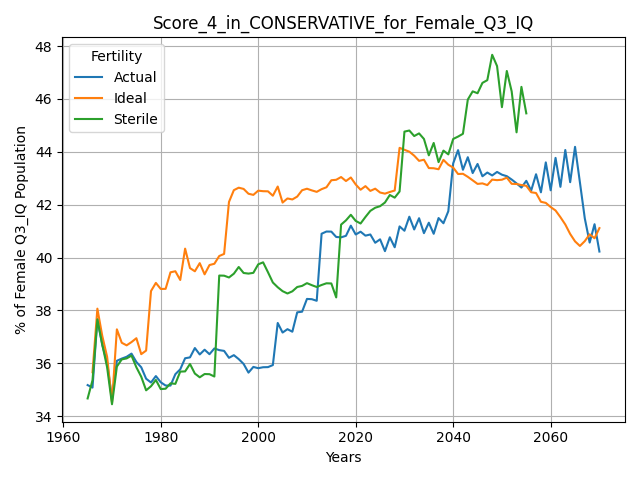 Score_4_in_CONSERVATIVE_for_Female_Q3_IQ
% of Female Q3_IQ Population
48
46
44
42
40
38
36
34
Fertility
Actual
Ideal
Sterile
1960
1980
2000
2020
2040
2060
Years